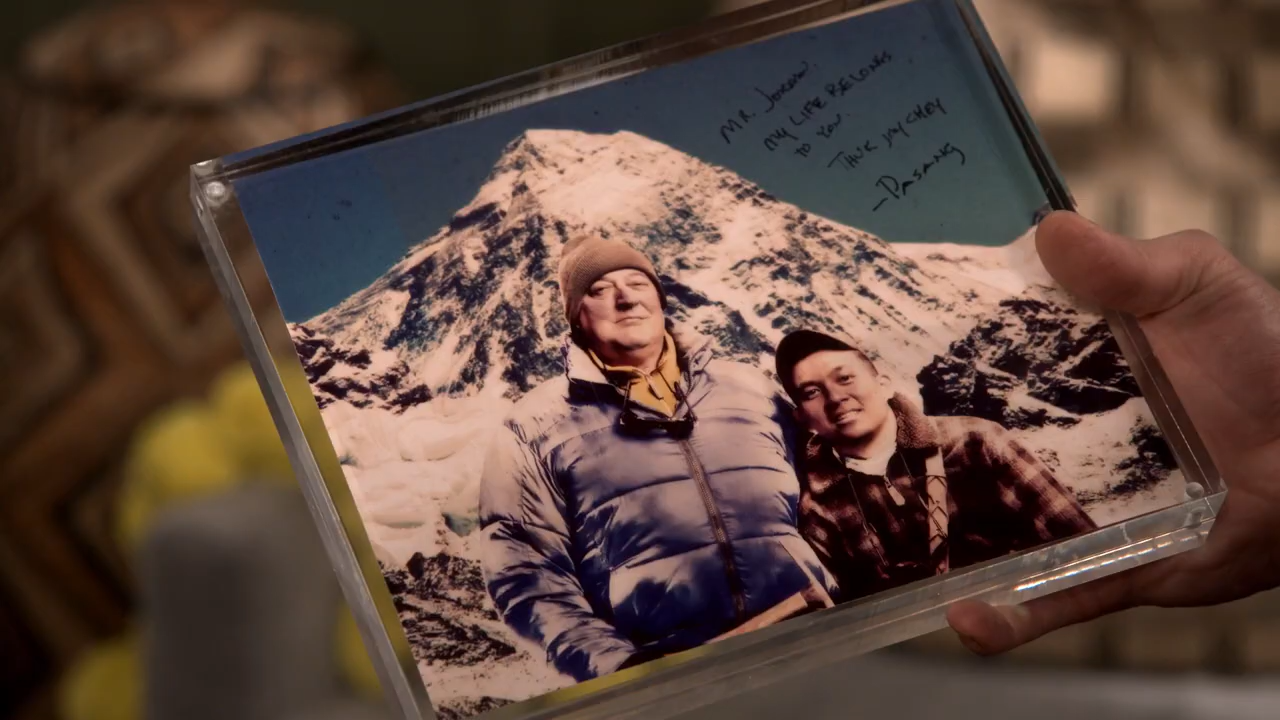 MR. JORDAN,
MY LIFE BELONGS
TO YOU.
THUK JAY CHEY
-PASANG